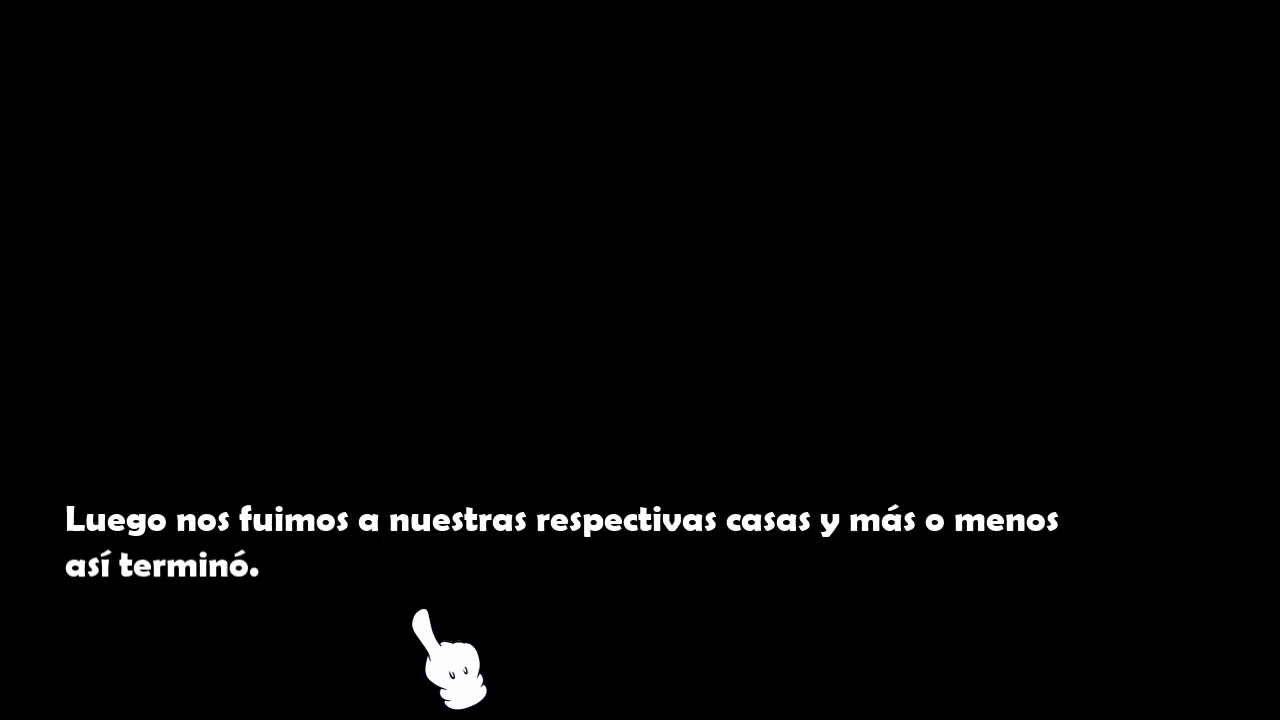 Luego nos fuimos a nuestras respectivas casas y más o menos
así terminó.